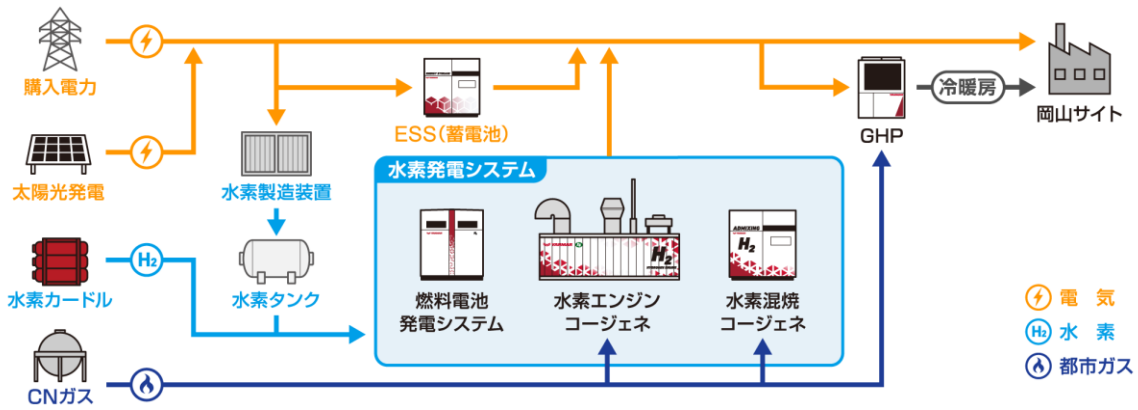 購入電力
太陽光発電
水素カードル
CNガス
H2
水素製造装置
水素タンク
ESS（蓄電池）
水素発電システム
燃料電池
発電システム
H2
水素エンジン
コージェネ
H2
水素混焼
コージェネ
GHP
冷暖房
岡山サイト
電 気
H2 水 素
都市ガス